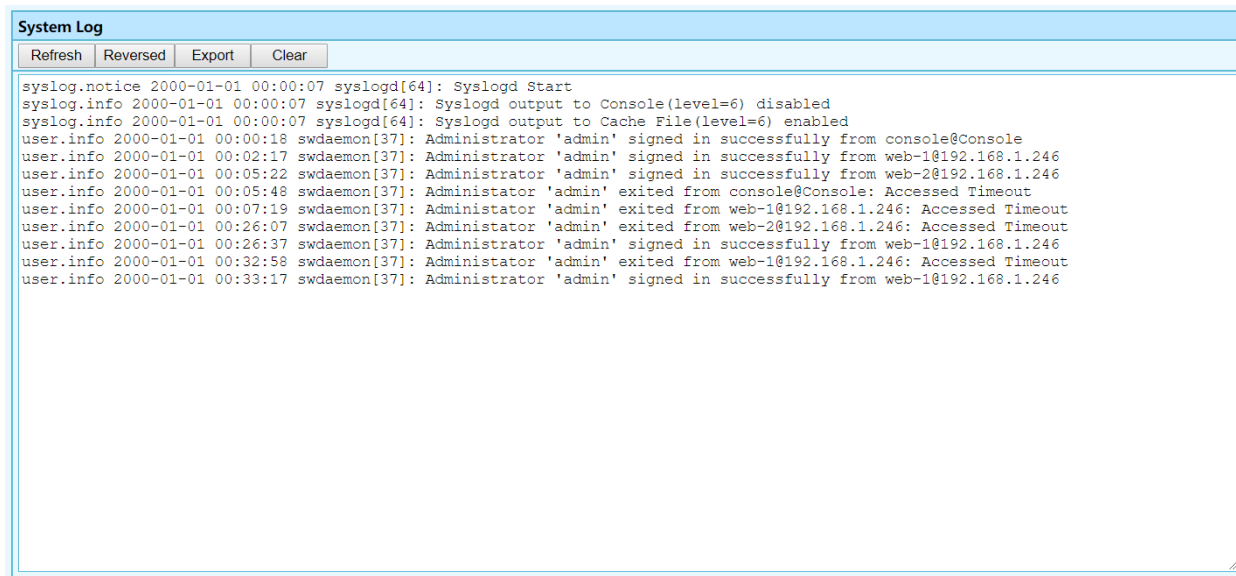 System Log
Refresh Reversed Export Clear
syslog.notice 2000-01-01 00:00:07 syslogd[64]: Syslogd Start
syslog.info 2000-01-01 00:00:07 syslogd[64]: Syslogd output to Console(level=6) disabled
syslog.info 2000-01-01 00:00:07 syslogd[64]: Syslogd output to Cache File(level=6) enabled
user.info 2000-01-01 00:00:18 swdaemon[37]: Administrator 'admin' signed in successfully from console@Console
user.info 2000-01-01 00:02:17 swdaemon[37]: Administrator 'admin' signed in successfully from web-1@192.168.1.246
user.info 2000-01-01 00:05:22 swdaemon[37]: Administrator 'admin' signed in successfully from web-2@192.168.1.246
user.info 2000-01-01 00:05:48 swdaemon[37]: Administator 'admin' exited from console@Console: Accessed Timeout
user.info 2000-01-01 00:07:19 swdaemon[37]: Administator 'admin' exited from web-1@192.168.1.246: Accessed Timeout
user.info 2000-01-01 00:26:07 swdaemon[37]: Administator 'admin' exited from web-2@192.168.1.246: Accessed Timeout
user.info 2000-01-01 00:26:37 swdaemon[37]: Administrator 'admin' signed in successfully from web-1@192.168.1.246
user.info 2000-01-01 00:32:58 swdaemon[37]: Administator 'admin' exited from web-1@192.168.1.246: Accessed Timeout
user.info 2000-01-01 00:33:17 swdaemon[37]: Administrator 'admin' signed in successfully from web-1@192.168.1.246